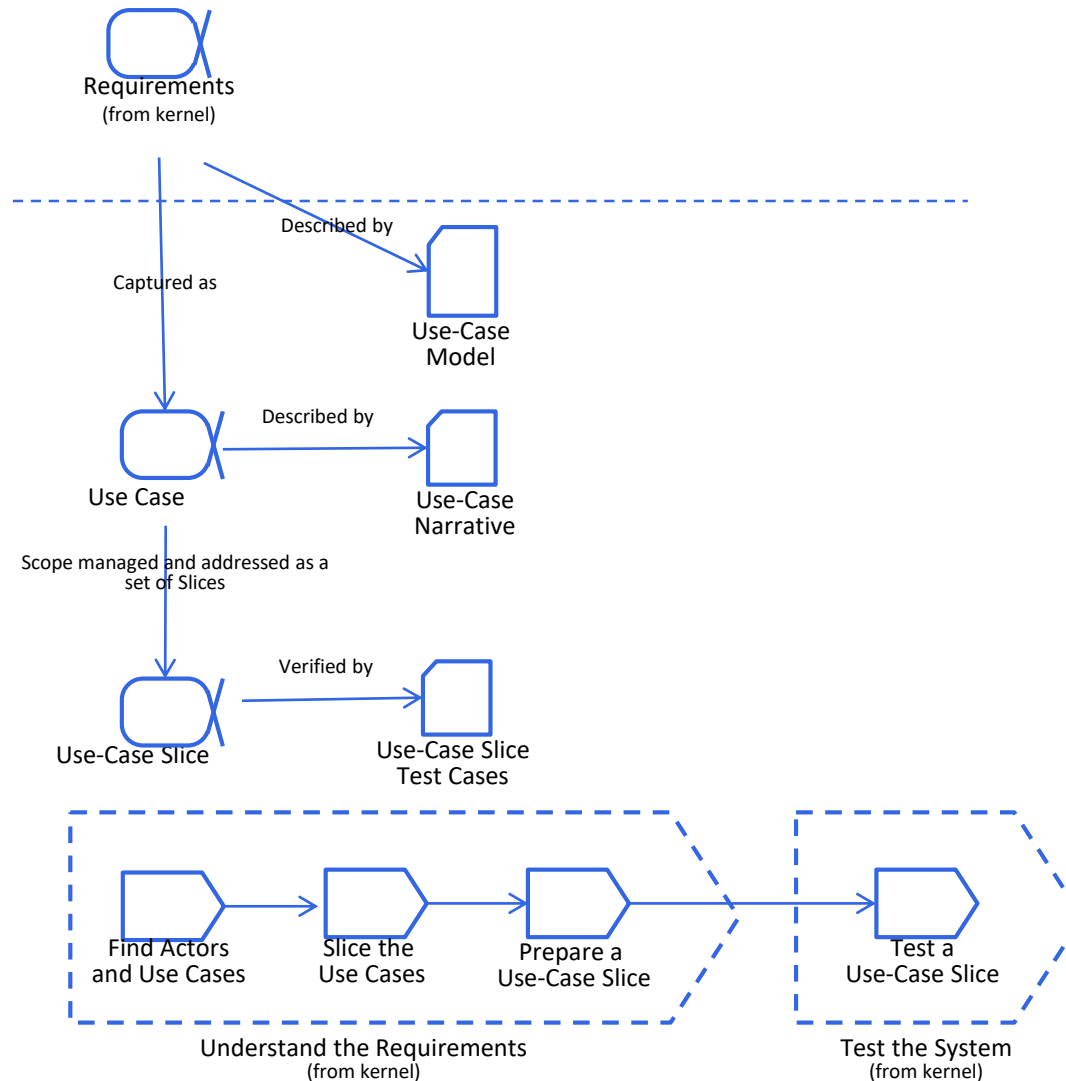 Requirements
(from kernel)
Described by
Captured as
Use-Case
Model
Described by
Use Case
Use-Case
Narrative
Scope managed and addressed as a
set of Slices
Verified by
Use-Case Slice
Use-Case Slice
Test Cases
Find Actors
and Use Cases
Slice the
Use Cases
Prepare a
Use-Case Slice
Test a
Use-Case Slice
Understand the Requirements
(from kernel)
Test the System
(from kernel)